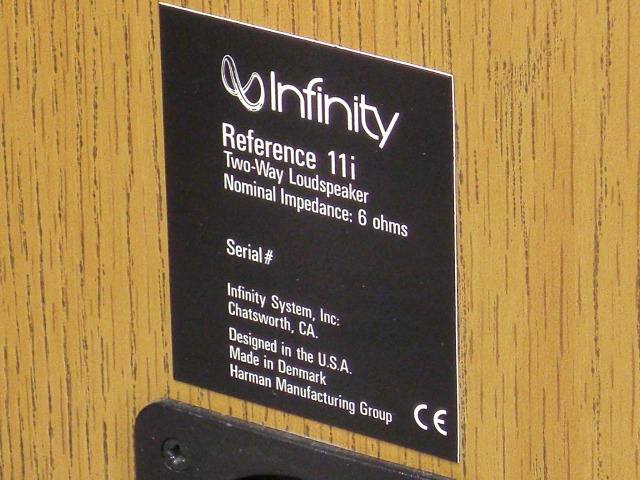 Infinity
Reference 11i
Two-Way Loudspeaker
Nominal Impedance: 6 ohms
Serial#
Infinity System, Inc:
Chatsworth, CA.
Designed in the U.S.A.
Made in Denmark
Harman Manufacturing Group
CE